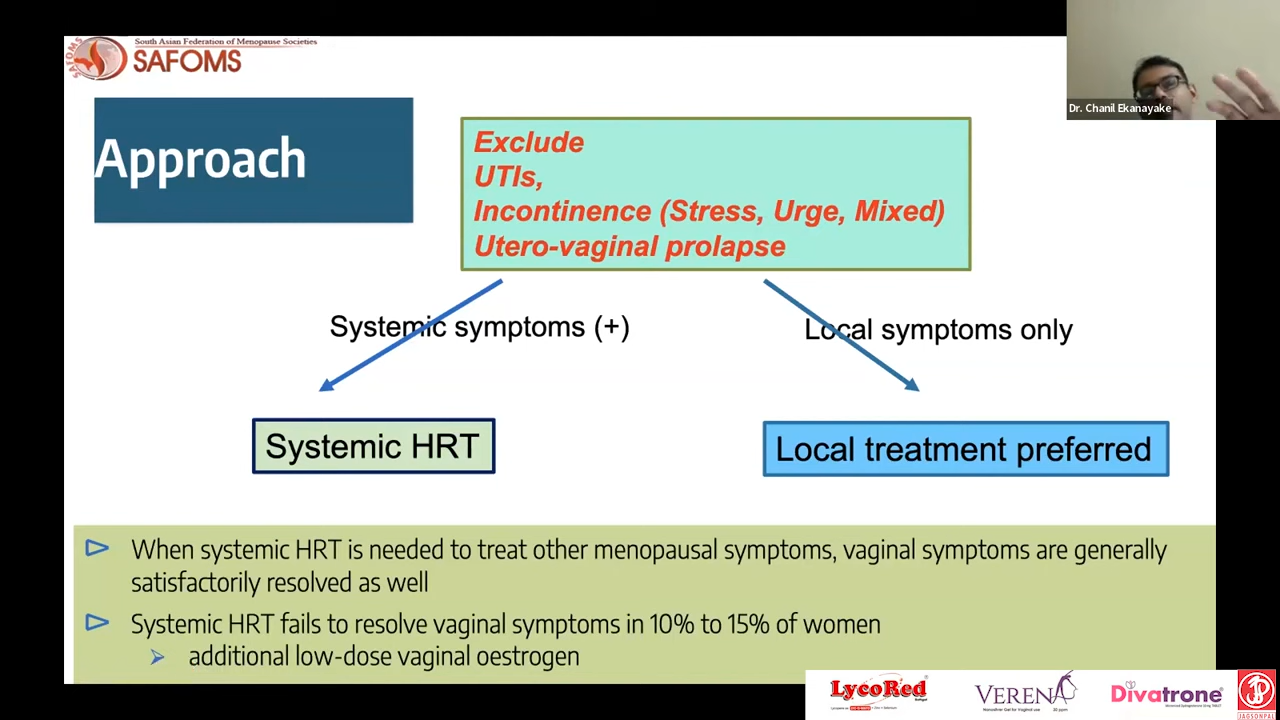 South Asian Federation of Menopause Societies
SAFOMS
SAFOMS
Dr. Chanil Ekanayake
Approach
Exclude
UTIs,
Incontinence (Stress, Urge, Mixed)
Utero-vaginal prolapse
Systemic symptoms (+)
Local symptoms only
Systemic HRT
Local treatment preferred
When systemic HRT is needed to treat other menopausal symptoms, vaginal symptoms are generally
satisfactorily resolved as well
Systemic HRT fails to resolve vaginal symptoms in 10% to 15% of women
additional low-dose vaginal oestrogen
LycoRed
VERENA
Divatrone
JAGSONPAL